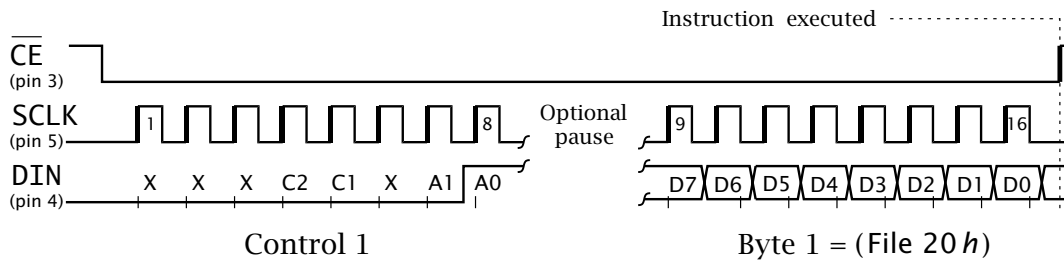 Instruction executed
CE
(pin 3)
SCLK 1 8 Optional pause 9 16
(pin 5)
DIN X X X C2 C1 X A1 A0 D7 D6 D5 D4 D3 D2 D1 D0
(pin 4)
Control 1 Byte 1 = (File 20h)